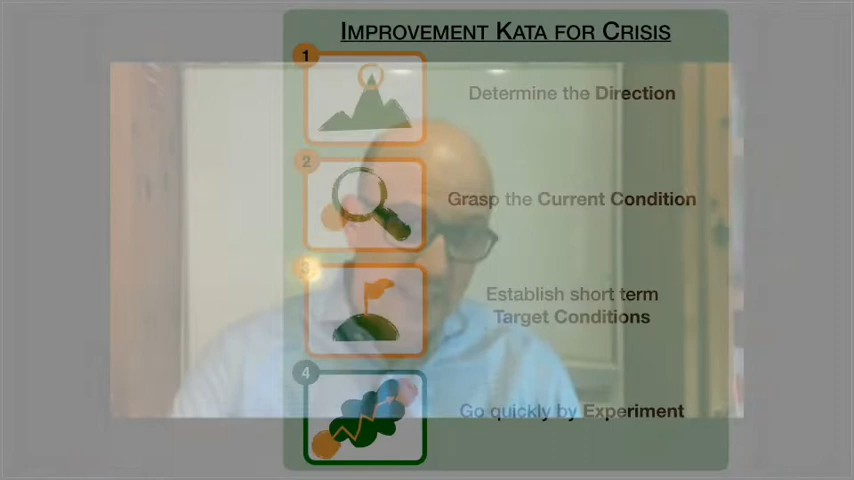 IMPROVEMENT KATA FOR CRISIS
1
Determine the Direction
2
Grasp the Current Condition
3
Establish short term
Target Conditions
4
Go quickly by Experiment